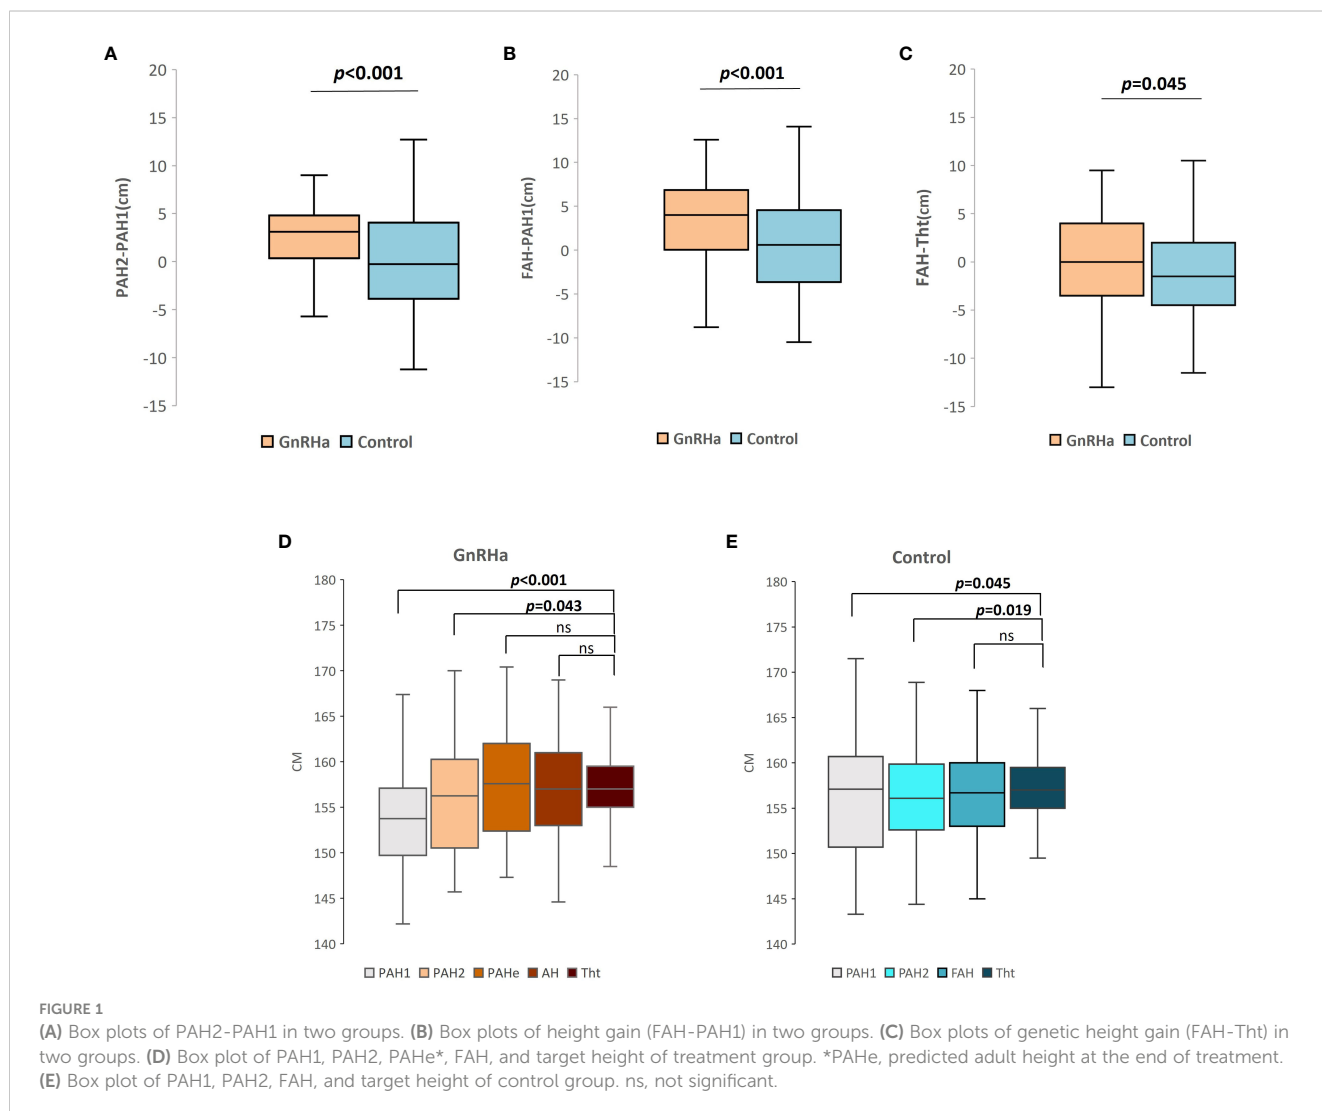 A
p<0.001
20
15
10
5
0
-5
-10
-15
PAH2-PAH1(cm)
GnRHa Control
B
p<0.001
20
15
10
5
0
-5
-10
-15
FAH-PAH1(cm)
GnRHa Control
C
p=0.045
20
15
10
5
0
-5
-10
-15
FAH-Tht(cm)
GnRHa Control
D
GnRHa
p<0.001
p=0.043
ns
ns
180
175
170
165
160
155
150
145
140
CM
PAH1 PAH2 PAHe AH Tht
E
Control
p=0.045
p=0.019
ns
180
175
170
165
160
155
150
145
140
CM
PAH1 PAH2 FAH Tht
FIGURE 1
(A) Box plots of PAH2-PAH1 in two groups. (B) Box plots of height gain (FAH-PAH1) in two groups. (C) Box plots of genetic height gain (FAH-Tht) in
two groups. (D) Box plot of PAH1, PAH2, PAHe*, FAH, and target height of treatment group. *PAHe, predicted adult height at the end of treatment.
(E) Box plot of PAH1, PAH2, FAH, and target height of control group. ns, not significant.